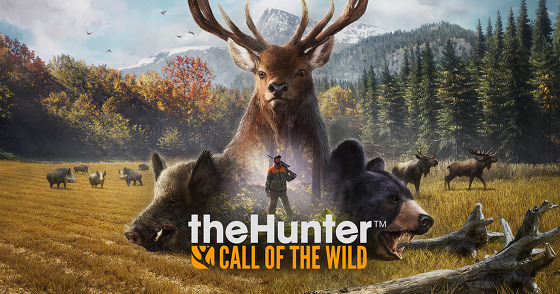 theHunter™
CALL OF THE WILD